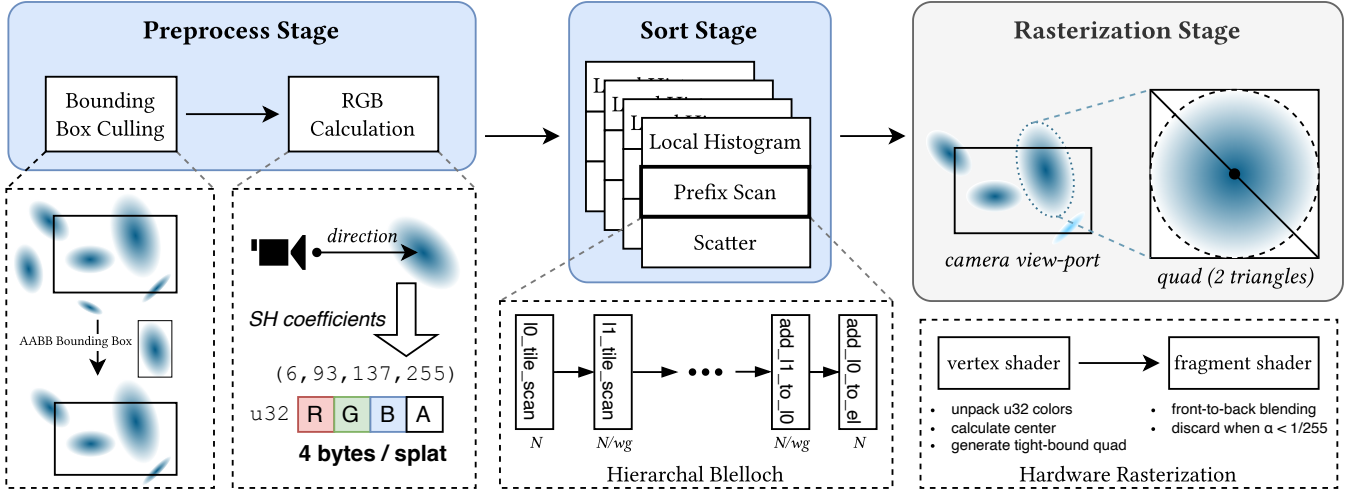 Preprocess Stage
Bounding
Box Culling
RGB
Calculation
AABB Bounding Box
direction
SH coefficients
(6,93,137,255)
u32 R G B A
4 bytes / splat
Sort Stage
Local Histogram
Prefix Scan
Scatter
l0_tile_scan
N
l1_tile_scan
N/wg
add_l1_to_l0
N/wg
add_l0_to_el
N
Hierarchal Blelloch
Rasterization Stage
camera view-port
quad (2 triangles)
vertex shader
• unpack u32 colors
• calculate center
• generate tight-bound quad
fragment shader
• front-to-back blending
• discard when α < 1/255
Hardware Rasterization